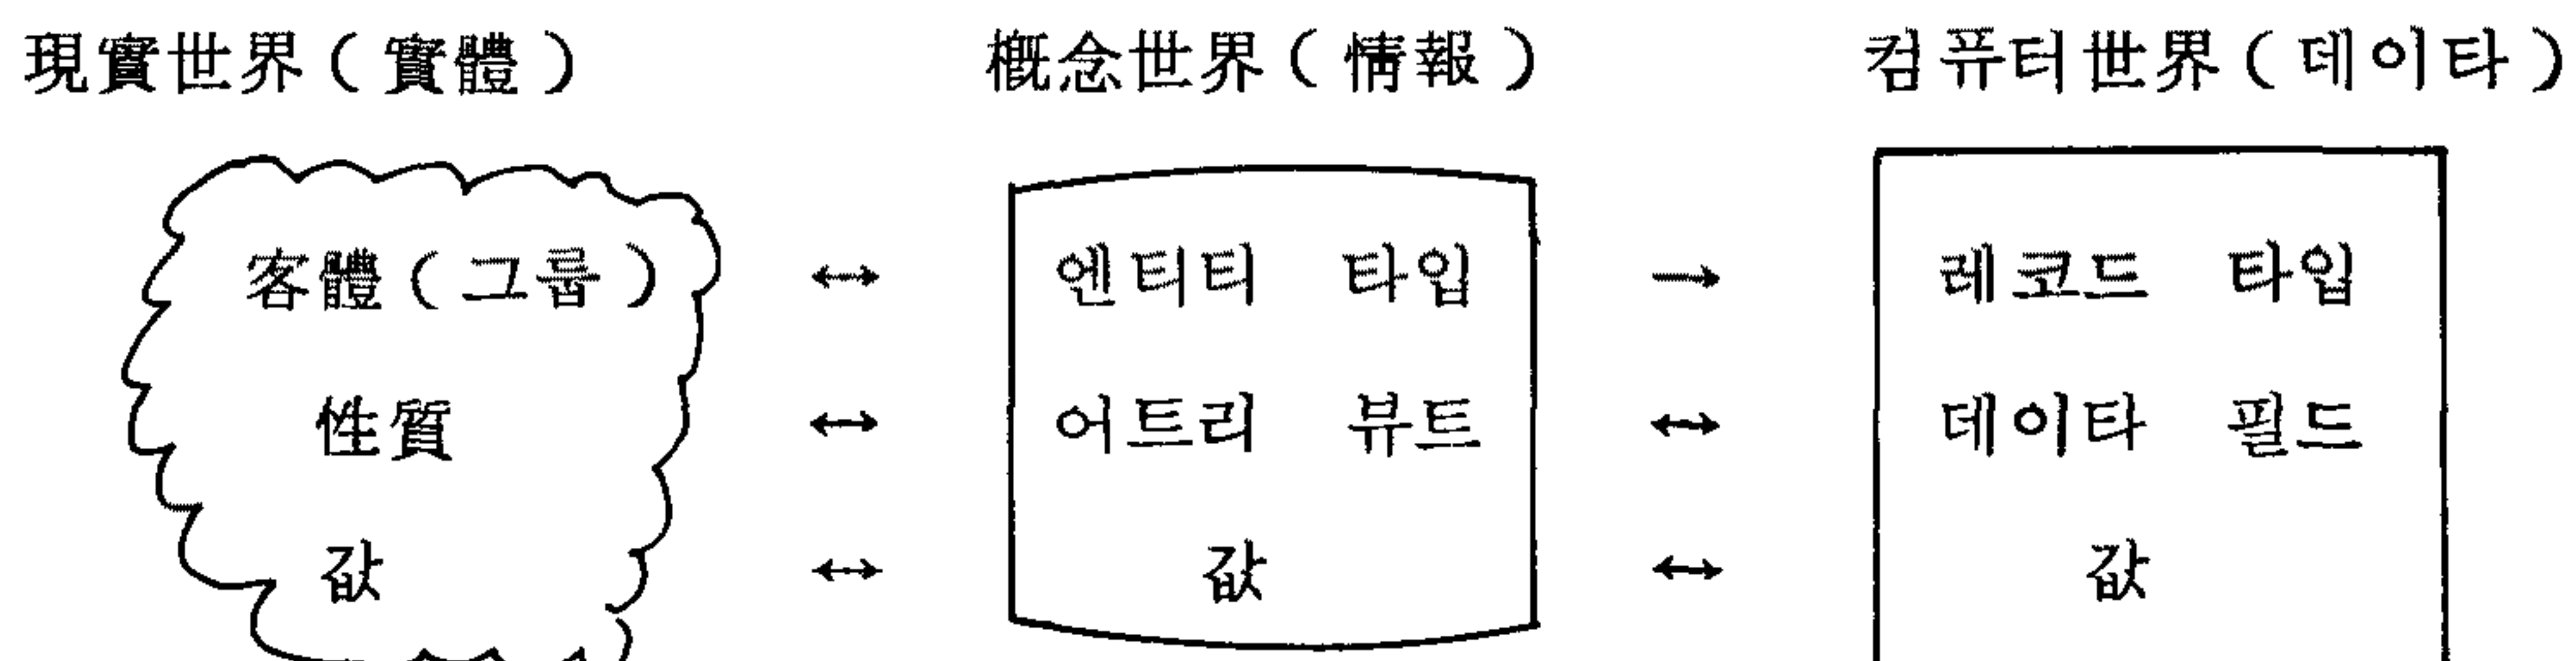 現實世界(實體) 概念世界(情報) 컴퓨터世界(데이타)
客體(그룹) ↔ 엔티티 타입 → 레코드 타입
性質 ↔ 어트리 뷰트 ↔ 데이타 필드
값 ↔ 값 ↔ 값